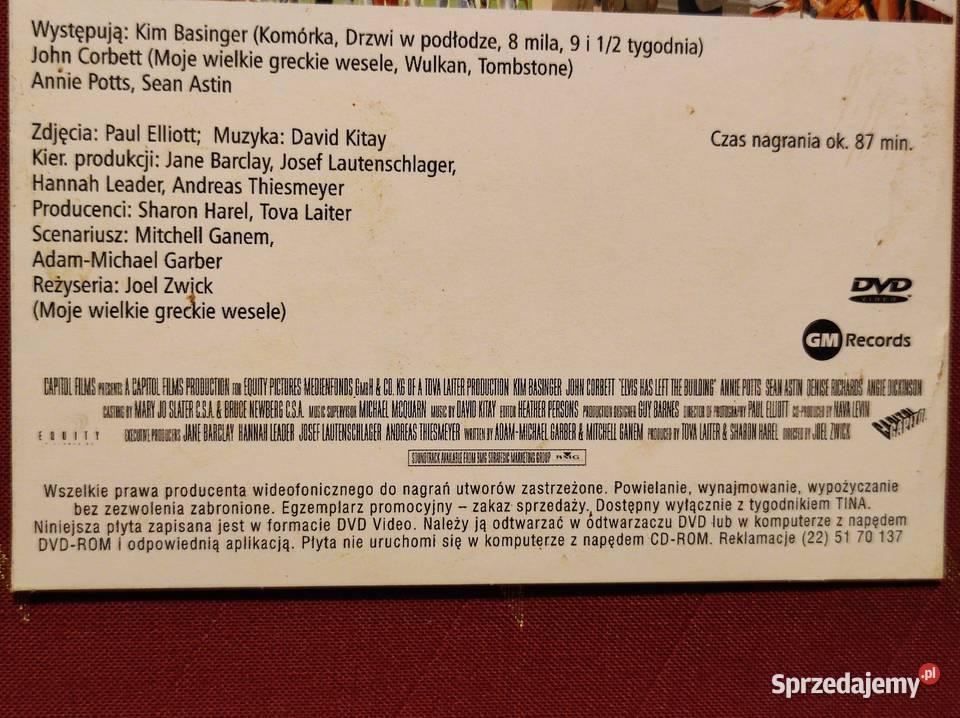 Występują: Kim Basinger (Komórka, Drzwi w podłodze, 8 mila, 9 i 1/2 tygodnia)
John Corbett (Moje wielkie greckie wesele, Wulkan, Tombstone)
Annie Potts, Sean Astin
Zdjęcia: Paul Elliott; Muzyka: David Kitay
Czas nagrania ok. 87 min.
Kier. produkcji: Jane Barclay, Josef Lautenschlager,
Hannah Leader, Andreas Thiesmeyer
Producenci: Sharon Harel, Tova Laiter
Scenariusz: Mitchell Ganem,
Adam-Michael Garber
Reżyseria: Joel Zwick
(Moje wielkie greckie wesele)
DVD
VIDEO
GM Records
CAPITOL FILMS PRESENTS A CAPITOL FILMS PRODUCTION FOR EQUITY PICTURES MEDIENFONDS GmbH & CO. KG OF A TOVA LAITER PRODUCTION KIM BASINGER JOHN CORBETT "ELVIS HAS LEFT THE BUILDING" ANNIE POTTS SEAN ASTIN DENISE RICHARDS ANGIE DICKINSON
CASTING BY MARY JO SLATER C.S.A. & BRUCE NEWBERG C.S.A. MUSIC SUPERVISOR MICHAEL MCQUARN MUSIC BY DAVID KITAY EDITOR HEATHER PERSONS PRODUCTION DESIGNER GUY BARNES DIRECTOR OF PHOTOGRAPHY PAUL ELLIOTT CO-PRODUCED BY NAVA LEVIN
EQUITY EXECUTIVE PRODUCERS JANE BARCLAY HANNAH LEADER JOSEF LAUTENSCHLAGER ANDREAS THIESMEYER WRITTEN BY ADAM-MICHAEL GARBER & MITCHELL GANEM PRODUCED BY TOVA LAITER & SHARON HAREL DIRECTED BY JOEL ZWICK
CAPITOL
SOUNDTRACK AVAILABLE FROM BMG STRATEGIC MARKETING GROUP BMG
Wszelkie prawa producenta wideofonicznego do nagrań utworów zastrzeżone. Powielanie, wynajmowanie, wypożyczanie
bez zezwolenia zabronione. Egzemplarz promocyjny – zakaz sprzedaży. Dostępny wyłącznie z tygodnikiem TINA.
Niniejsza płyta zapisana jest w formacie DVD Video. Należy ją odtwarzać w odtwarzaczu DVD lub w komputerze z napędem
DVD-ROM i odpowiednią aplikacją. Płyta nie uruchomi się w komputerze z napędem CD-ROM. Reklamacje (22) 51 70 137
Sprzedajemy.pl